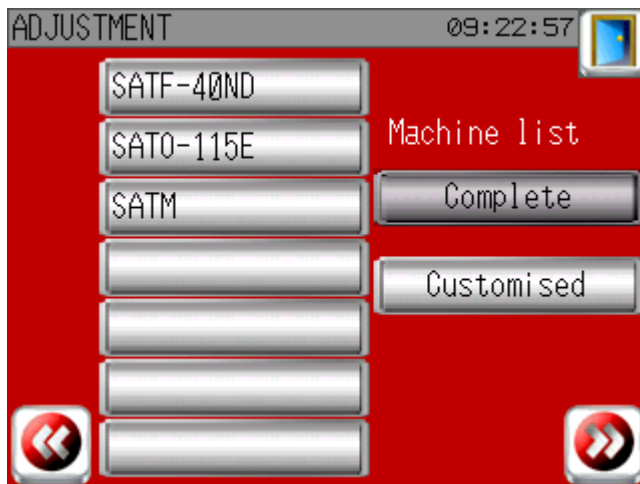 ADJUSTMENT 09:22:57
SATF-40ND
SATO-115E
Machine list
SATM
Complete
Customised